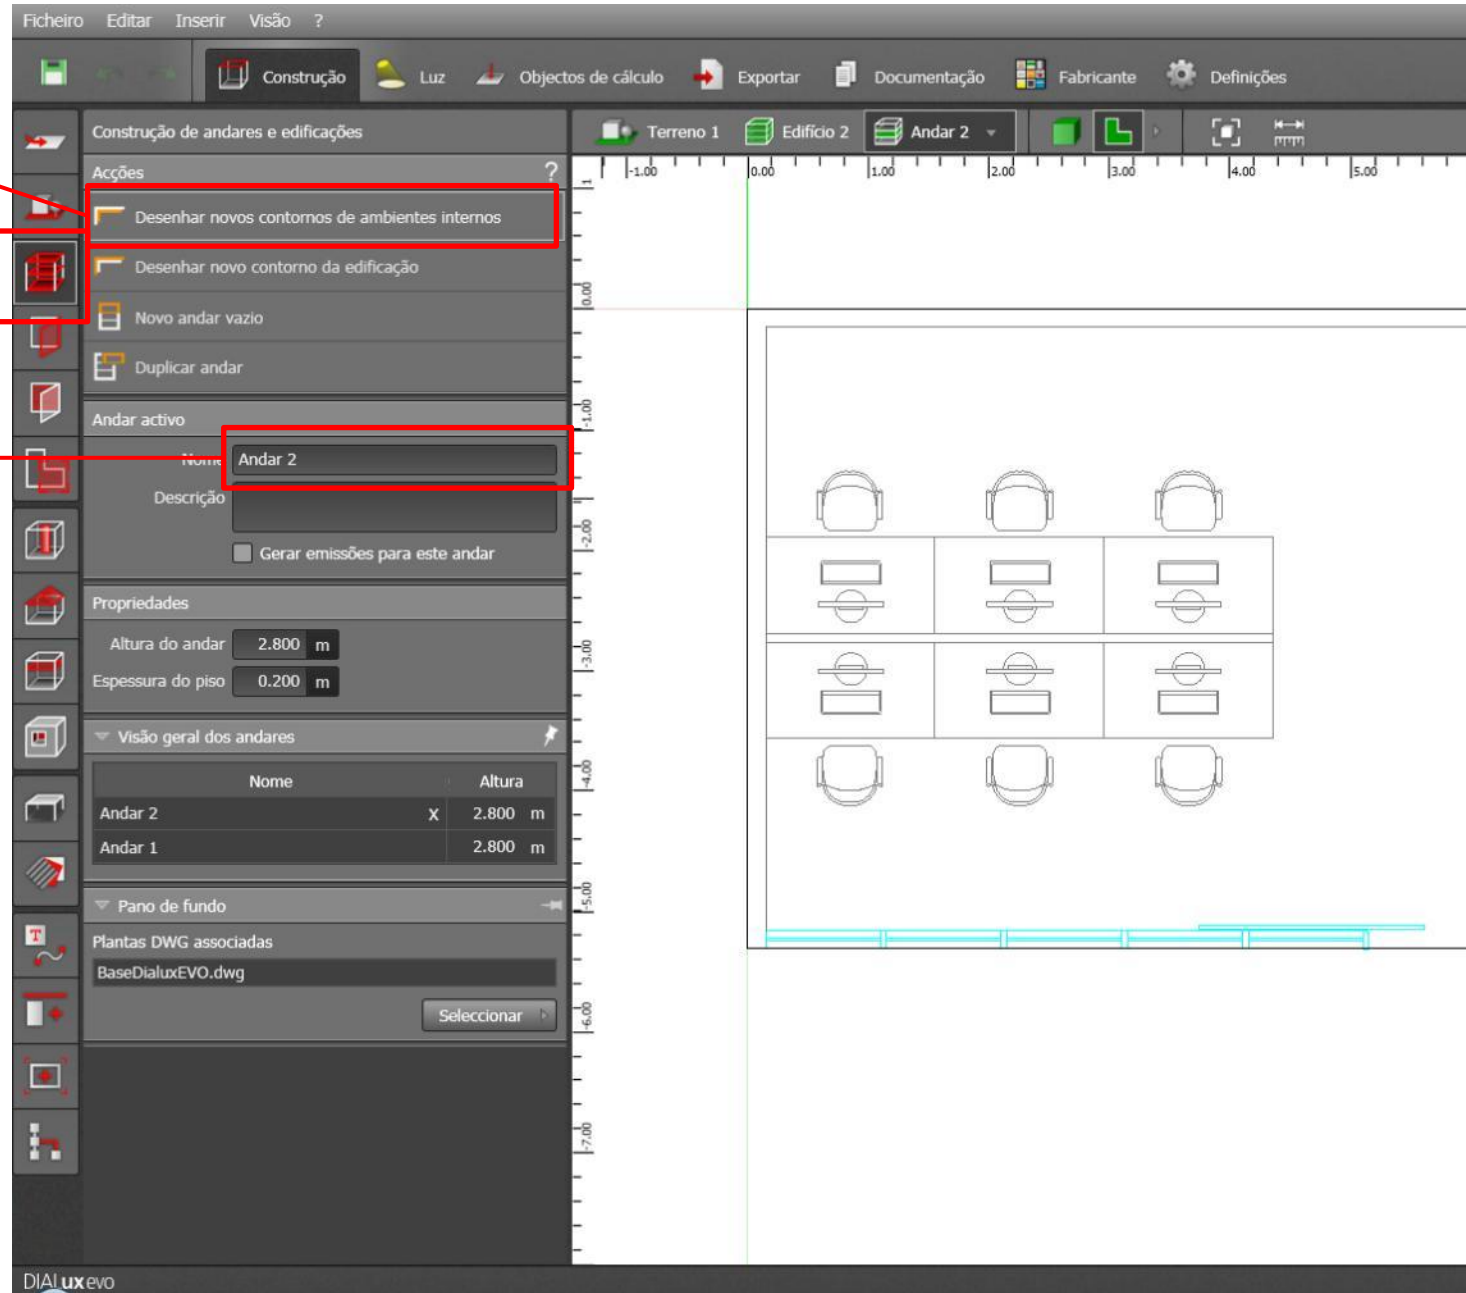 Ficheiro Editar Inserir Visão ?
Construção Luz Objectos de cálculo Exportar Documentação Fabricante Definições
Construção de andares e edificações
Terreno 1 Edifício 2 Andar 2
Acções ?
-1.00 0.00 1.00 2.00 3.00 4.00 5.00
1
Desenhar novos contornos de ambientes internos
Desenhar novo contorno da edificação
0.00
Novo andar vazio
Duplicar andar
Andar activo
-1.00
Nome Andar 2
Descrição
-2.00
Gerar emissões para este andar
Propriedades
Altura do andar 2.800 m
-3.00
Espessura do piso 0.200 m
Visão geral dos andares
Nome Altura
-4.00
Andar 2 x 2.800 m
Andar 1 2.800 m
-5.00
Pano de fundo
T
Plantas DWG associadas
BaseDialuxEVO.dwg
Seleccionar
-6.00
-7.00
DIALux evo